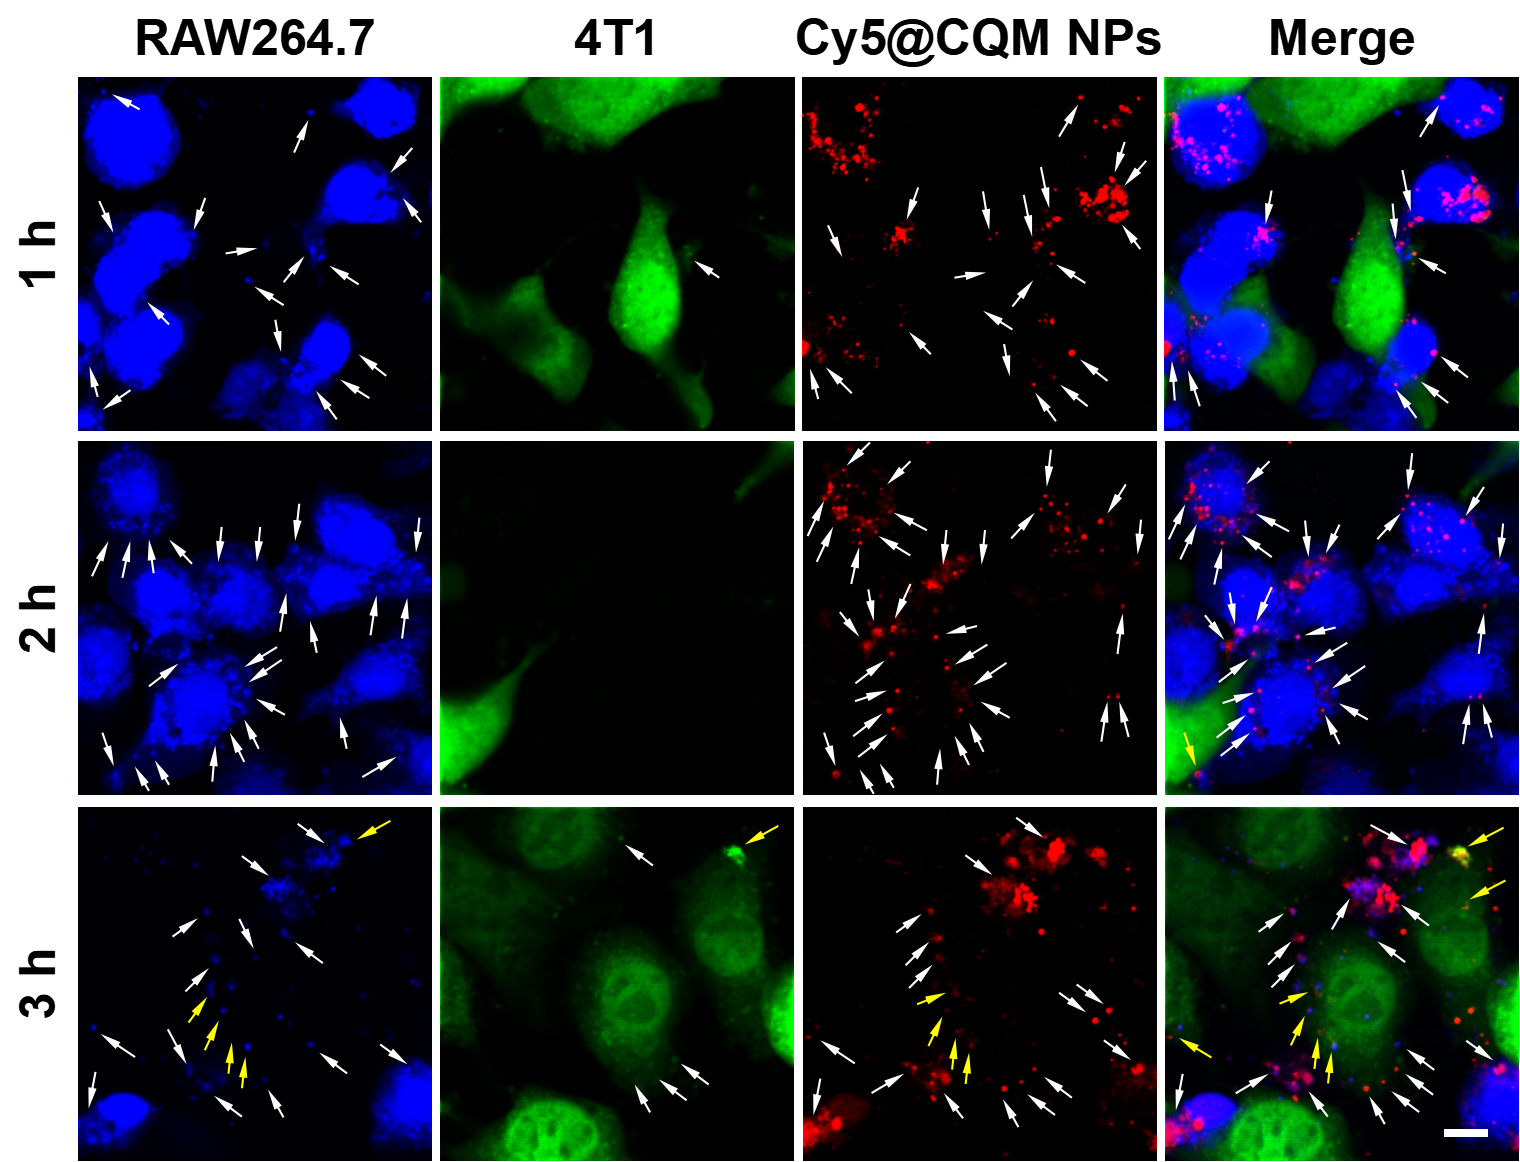 RAW264.7 4T1 Cy5@CQM NPs Merge
1 h
2 h
3 h